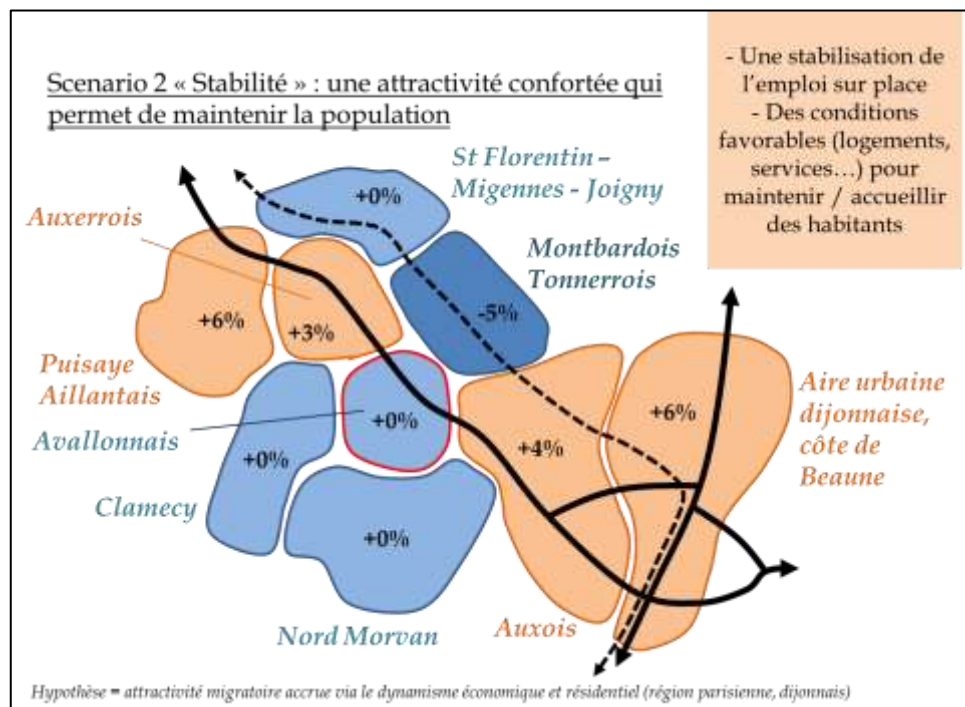 Scenario 2 « Stabilité » : une attractivité confortée qui
permet de maintenir la population
- Une stabilisation de
l'emploi sur place
- Des conditions
favorables (logements,
services…) pour
maintenir / accueillir
des habitants
St Florentin –
Migennes - Joigny
+0%
Auxerrois
Montbardois
Tonnerrois
-5%
+6%
+3%
Puisaye
Aillantais
Aire urbaine
dijonnaise,
côte de
Beaune
+6%
Avallonnais
+0%
+4%
+0%
Clamecy
+0%
Nord Morvan
Auxois
Hypothèse = attractivité migratoire accrue via le dynamisme économique et résidentiel (région parisienne, dijonnais)